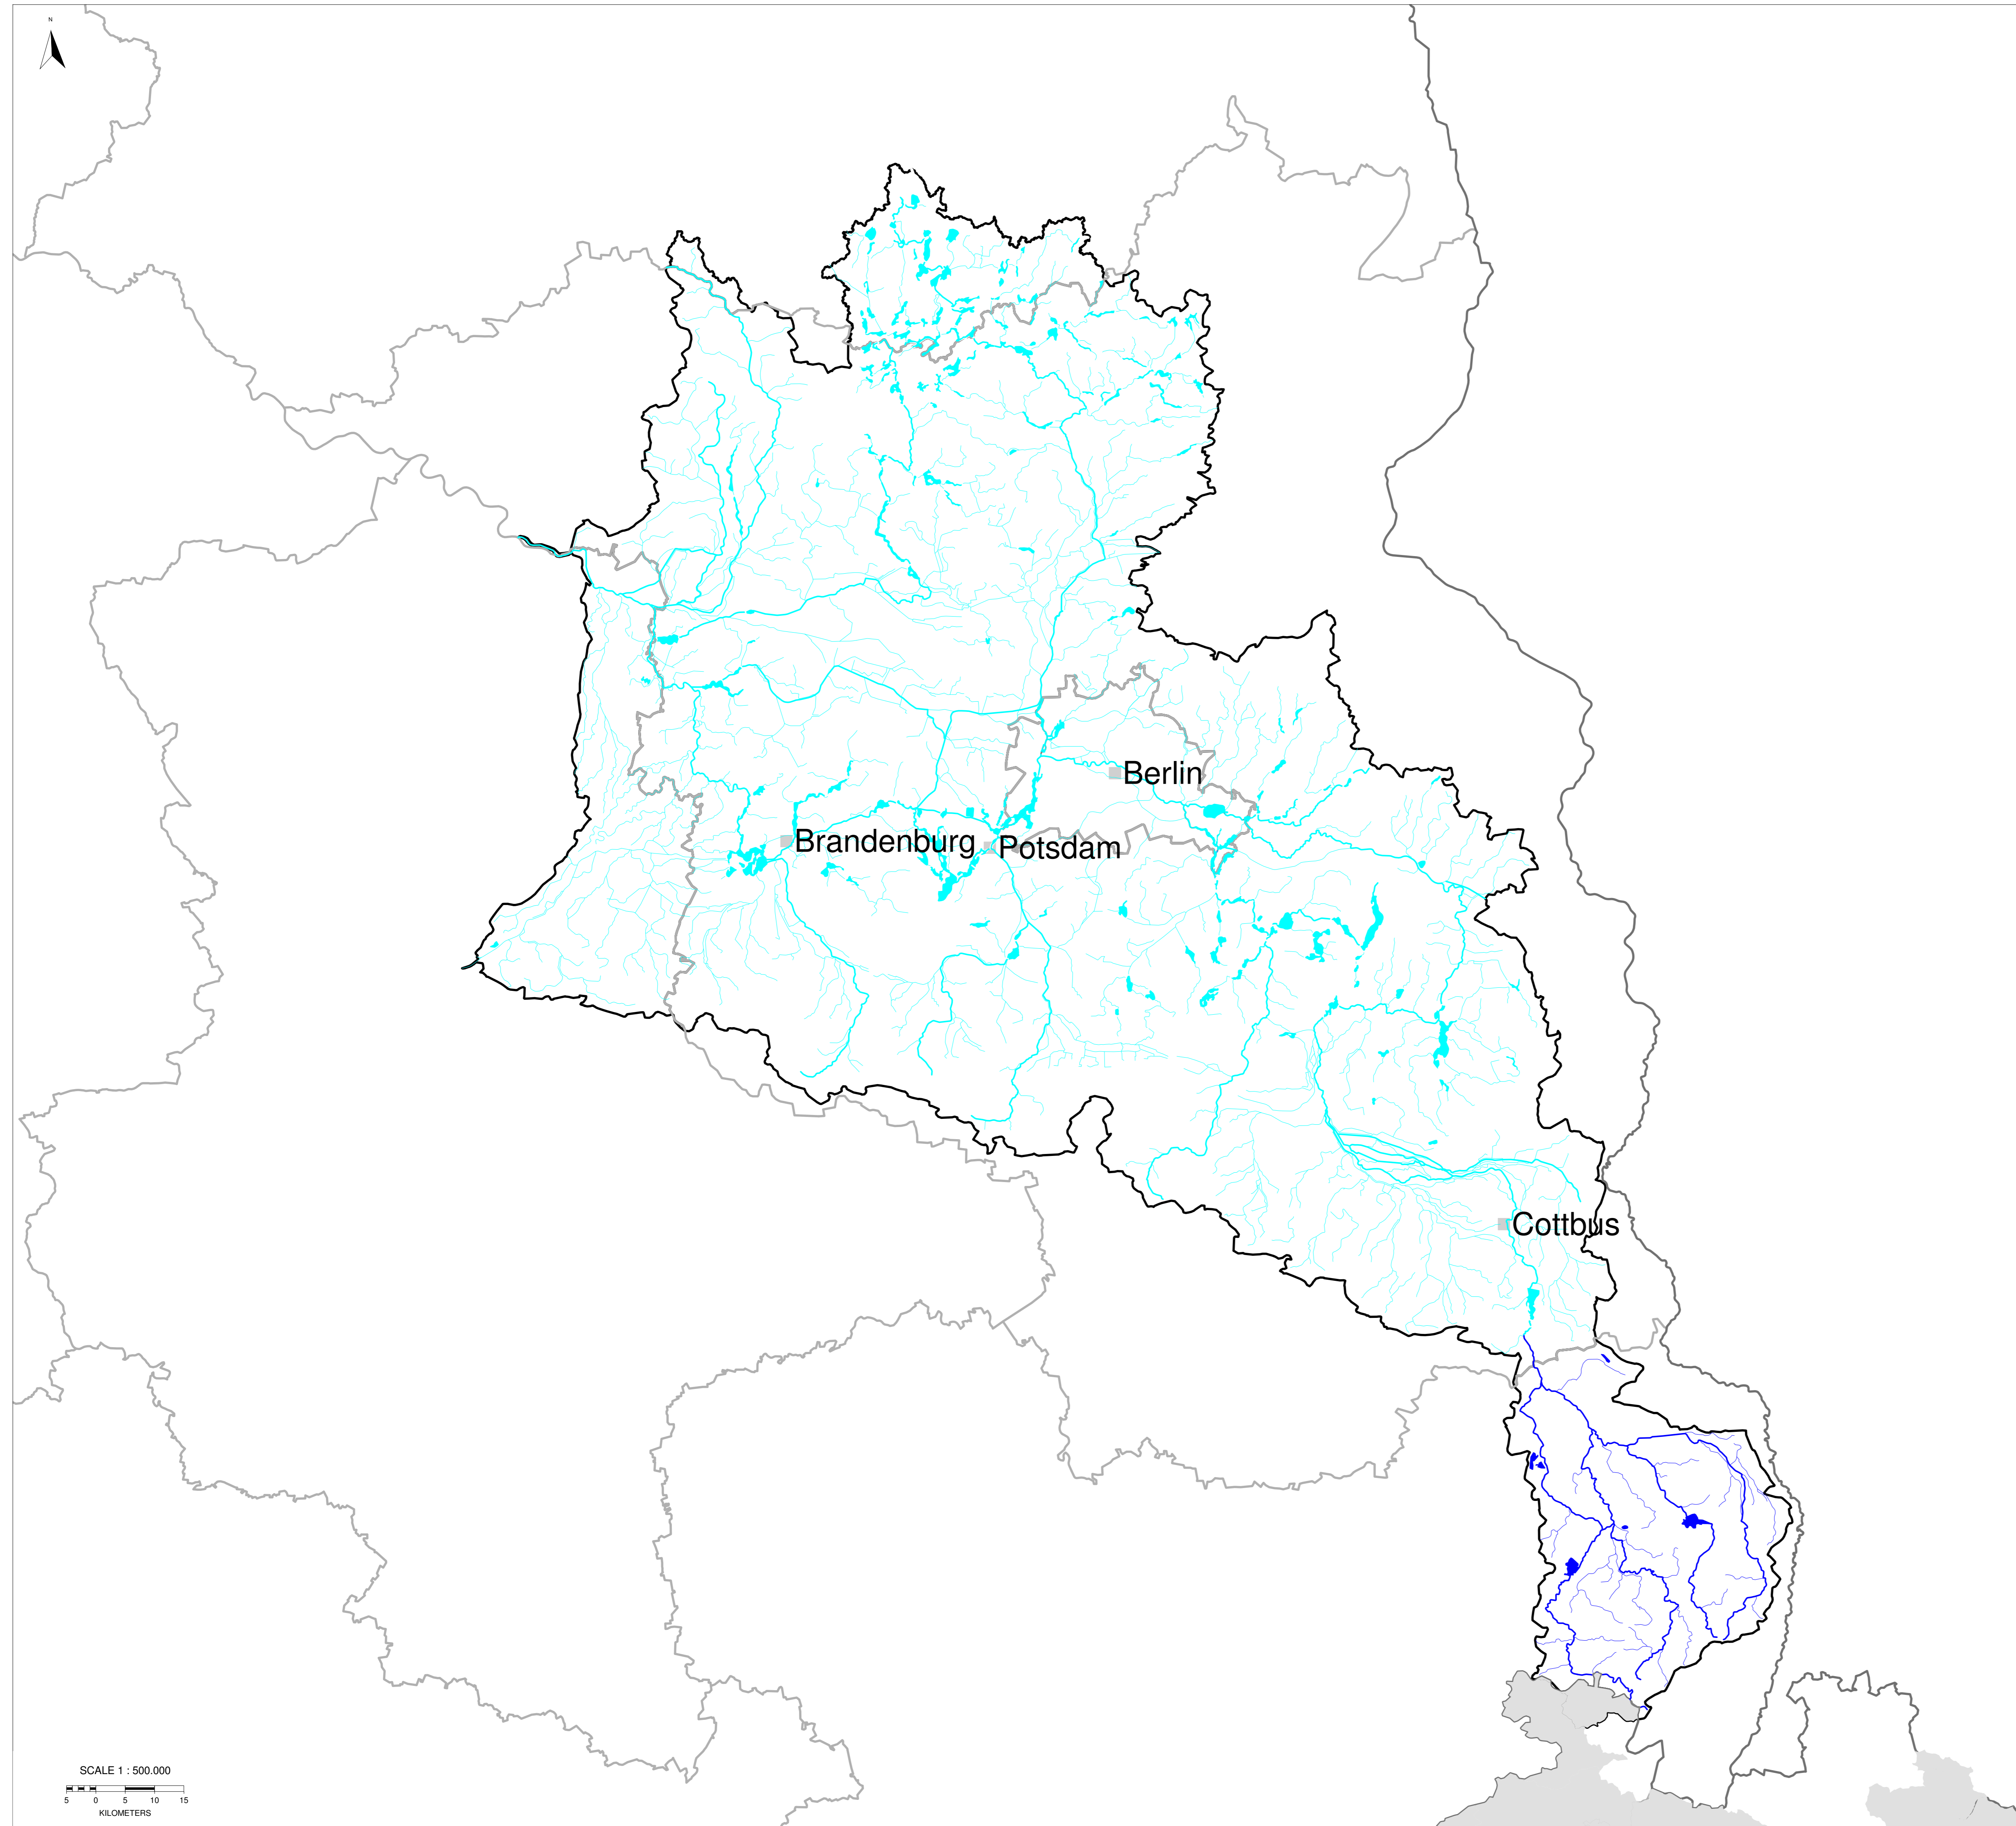 N
Berlin
Brandenburg
Potsdam
Cottbus
SCALE 1 : 500.000
5 0 5 10 15
KILOMETERS